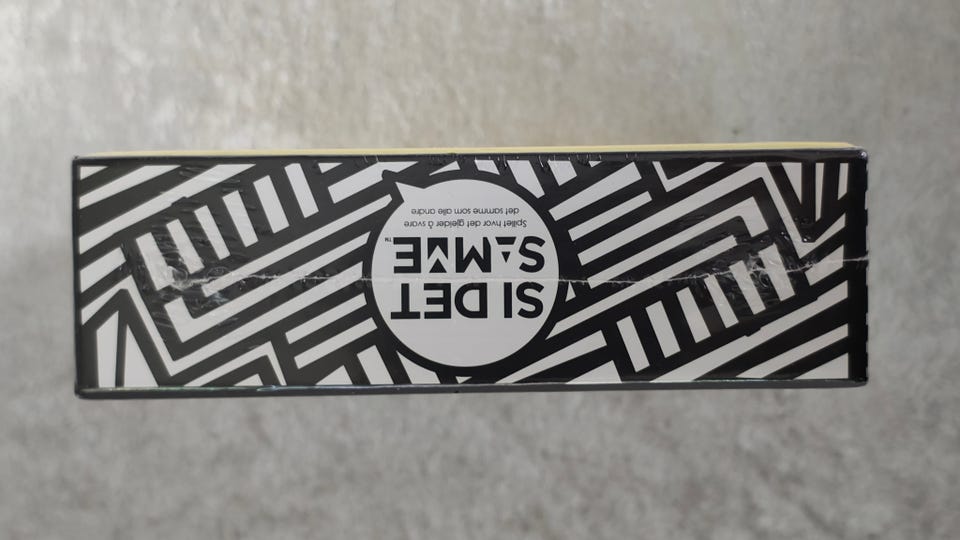 SI DET
SAMME™
Spillet hvor det gjelder å svare
det samme som alle andre